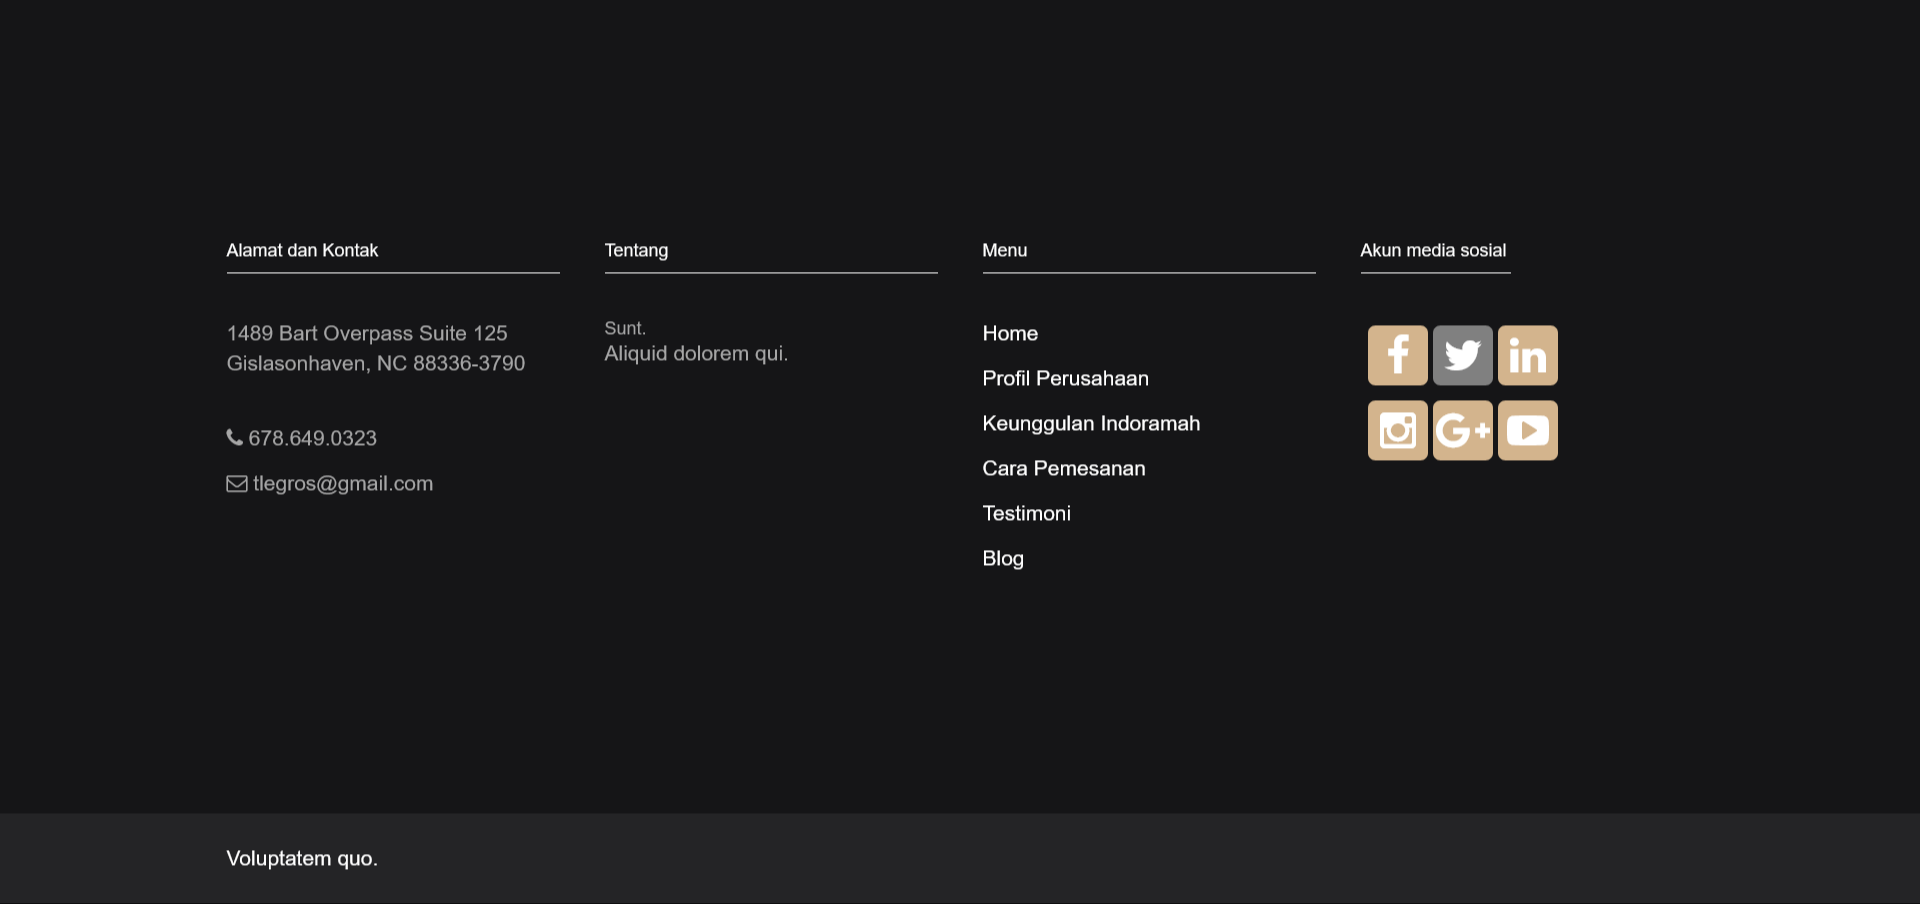 Alamat dan Kontak
1489 Bart Overpass Suite 125
Gislasonhaven, NC 88336-3790
678.649.0323
tlegros@gmail.com
Tentang
Sunt.
Aliquid dolorem qui.
Menu
Home
Profil Perusahaan
Keunggulan Indoramah
Cara Pemesanan
Testimoni
Blog
Akun media sosial
Voluptatem quo.